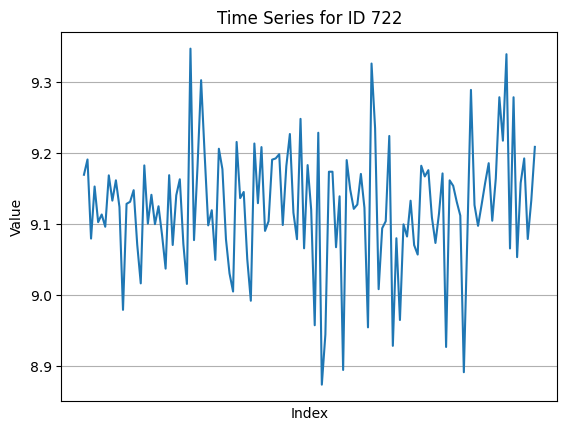 Time Series for ID 722
9.3
9.2
9.1
9.0
8.9
Value
Index